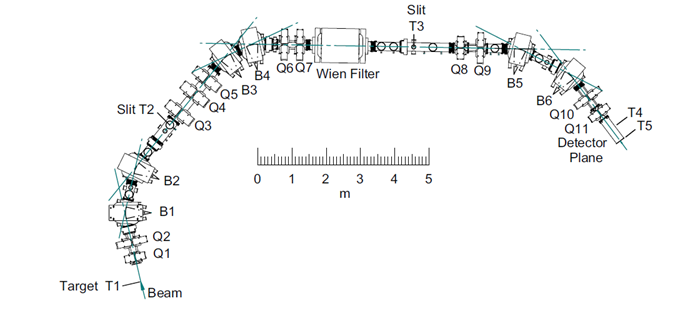 Slit
T3
B4
Q6
Q7
Wien Filter
Q8
Q9
B5
B3
Q5
Q4
Q3
Slit T2
B6
Q10
Q11
T4
T5
Detector
Plane
B2
0 1 2 3 4 5
m
B1
Q2
Q1
Target T1
Beam